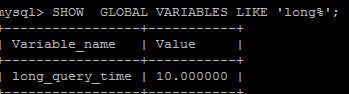 mysql> SHOW  GLOBAL VARIABLES LIKE 'long%';
+-----------------+-----------+
| Variable_name   | Value     |
+-----------------+-----------+
| long_query_time | 10.000000 |
+-----------------+-----------+